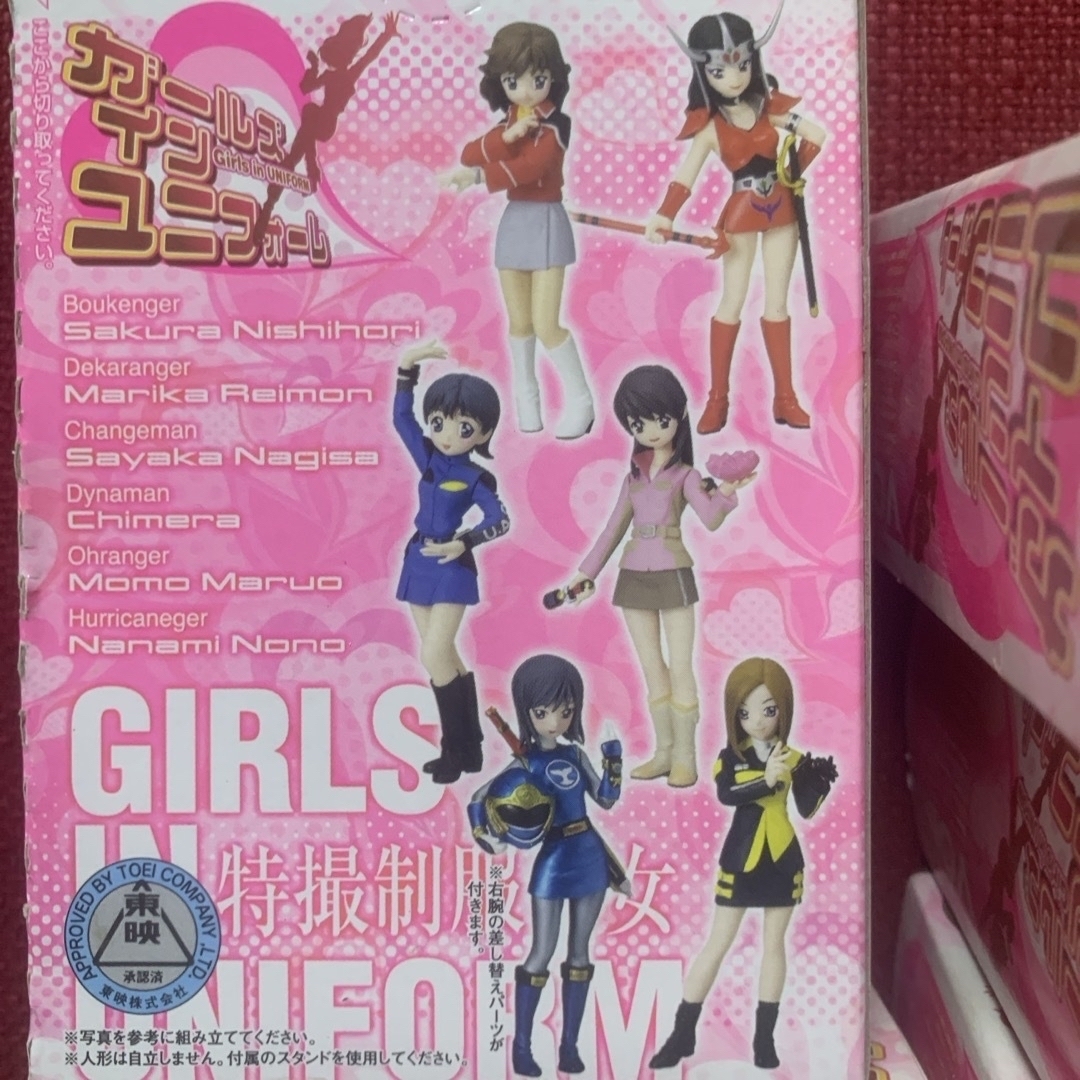 ここから切り取ってください。
ガールズ
イン
Girls in UNIFORM
ユニフォーム
Boukenger
Sakura Nishihori
Dekaranger
Marika Reimon
Changeman
Sayaka Nagisa
Dynaman
Chimera
Ohranger
Momo Maruo
Hurricaneger
Nanami Nono
GIRLS
IN
特撮制服 女
UNIFORM
※右腕の差し替えパーツが
付きます。
APPROVED BY TOEI COMPANY,LTD.
東映
承認済
東映株式会社
※写真を参考に組み立ててください。
※人形は自立しません。付属のスタンドを使用してください。